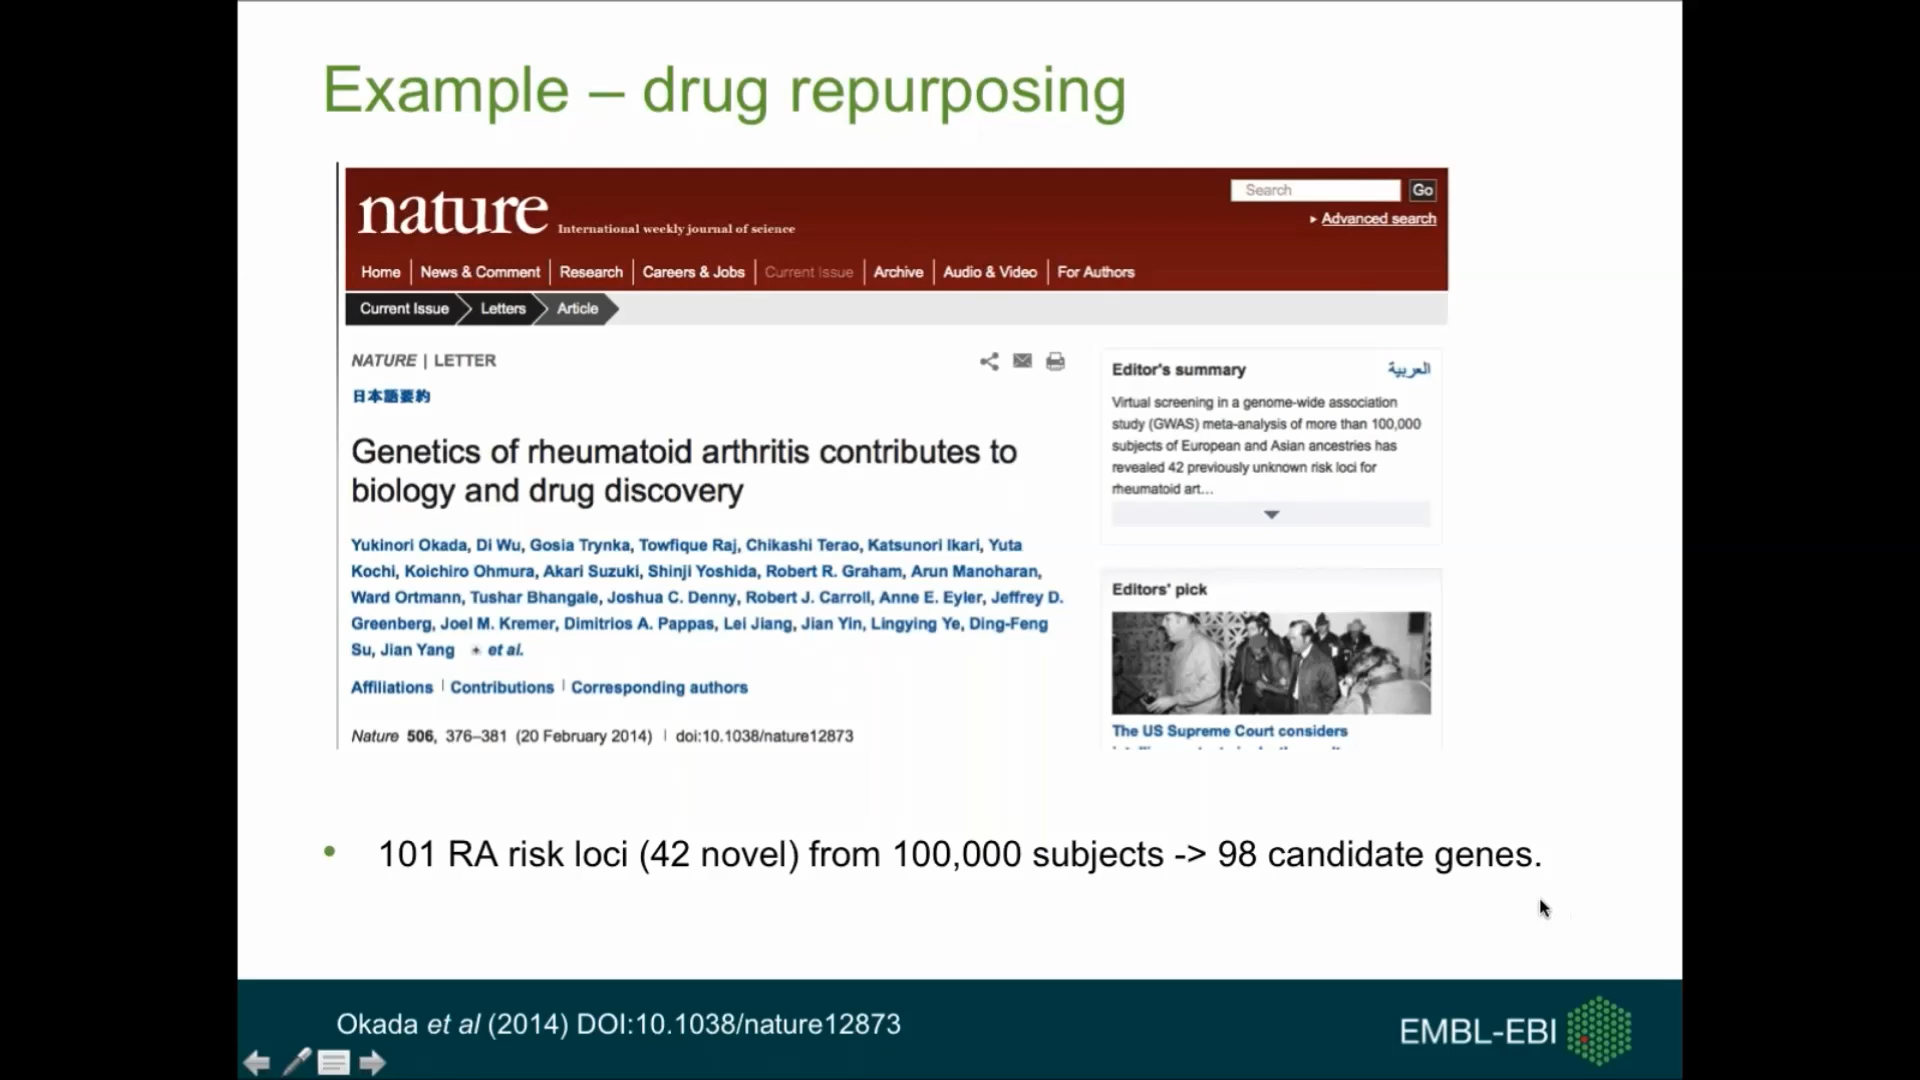 Example – drug repurposing
nature International weekly journal of science
Search Go
Advanced search
Home News & Comment Research Careers & Jobs Current Issue Archive Audio & Video For Authors
Current Issue Letters Article
NATURE | LETTER
日本語要約
Genetics of rheumatoid arthritis contributes to
biology and drug discovery
Yukinori Okada, Di Wu, Gosia Trynka, Towfique Raj, Chikashi Terao, Katsunori Ikari, Yuta
Kochi, Koichiro Ohmura, Akari Suzuki, Shinji Yoshida, Robert R. Graham, Arun Manoharan,
Ward Ortmann, Tushar Bhangale, Joshua C. Denny, Robert J. Carroll, Anne E. Eyler, Jeffrey D.
Greenberg, Joel M. Kremer, Dimitrios A. Pappas, Lei Jiang, Jian Yin, Lingying Ye, Ding-Feng
Su, Jian Yang + et al.
Affiliations | Contributions | Corresponding authors
Nature 506, 376–381 (20 February 2014) | doi:10.1038/nature12873
Editor's summary العربية
Virtual screening in a genome-wide association
study (GWAS) meta-analysis of more than 100,000
subjects of European and Asian ancestries has
revealed 42 previously unknown risk loci for
rheumatoid art...
Editors' pick
The US Supreme Court considers
• 101 RA risk loci (42 novel) from 100,000 subjects -> 98 candidate genes.
Okada et al (2014) DOI:10.1038/nature12873
EMBL-EBI